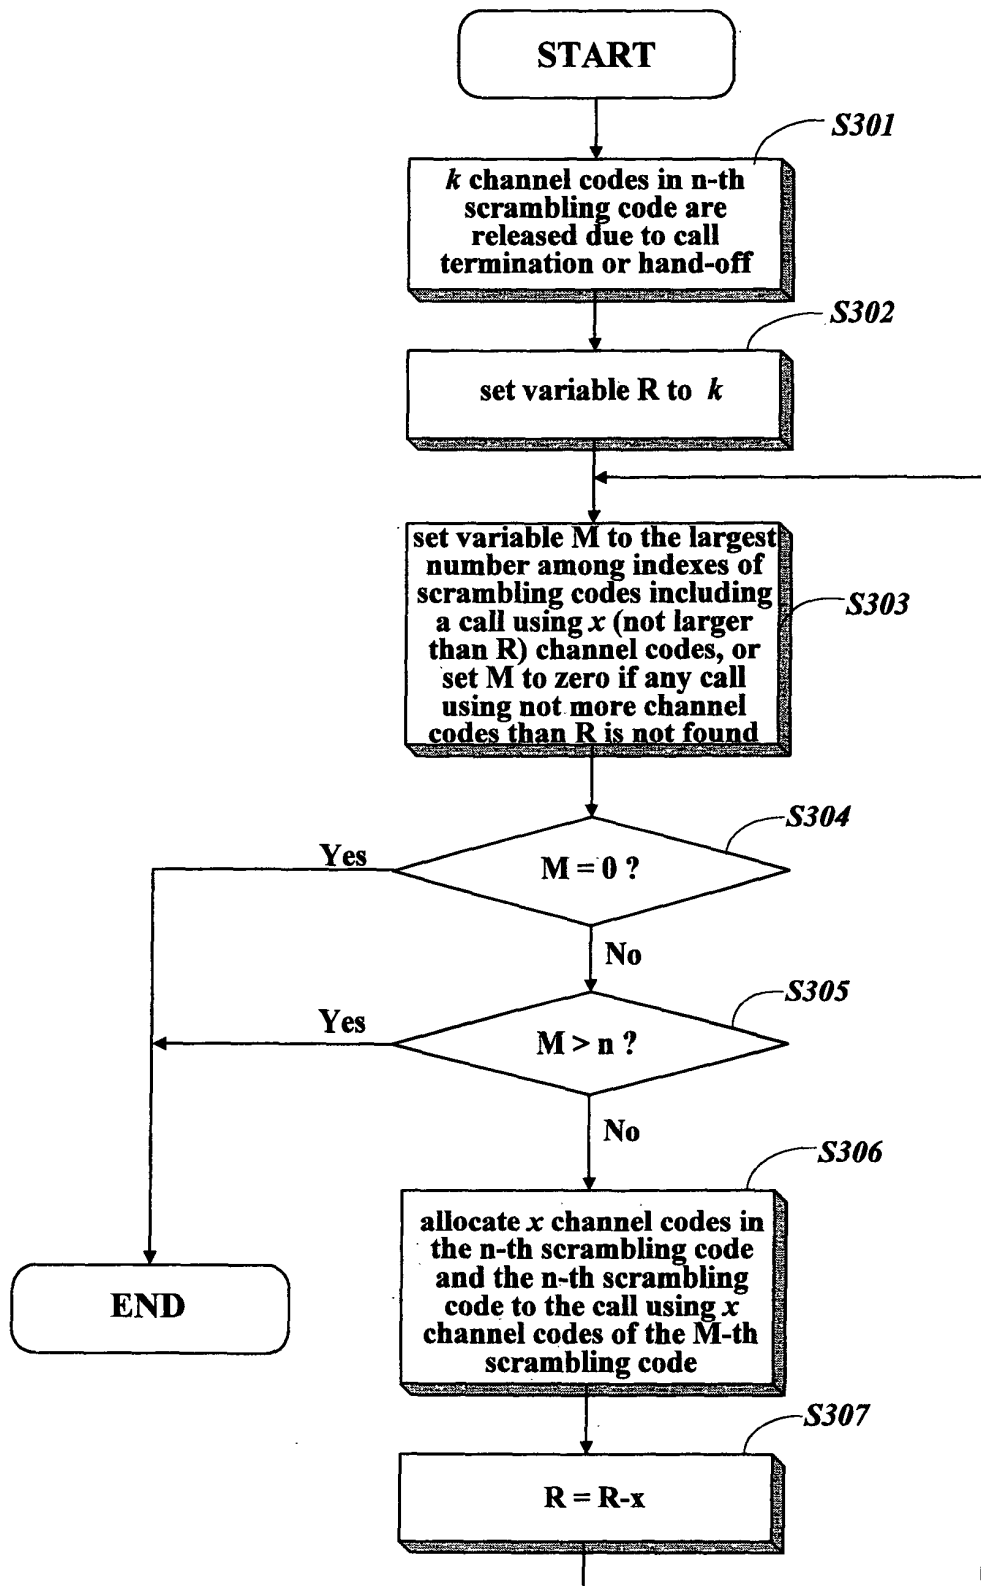 START
S301
k channel codes in n-th
scrambling code are
released due to call
termination or hand-off
S302
set variable R to k
set variable M to the largest
number among indexes of
scrambling codes including
a call using x (not larger
than R) channel codes, or
set M to zero if any call
using not more channel
codes than R is not found
S303
S304
Yes
M = 0 ?
No
S305
Yes
M > n ?
No
S306
allocate x channel codes in
the n-th scrambling code
and the n-th scrambling
code to the call using x
channel codes of the M-th
scrambling code
END
S307
R = R-x